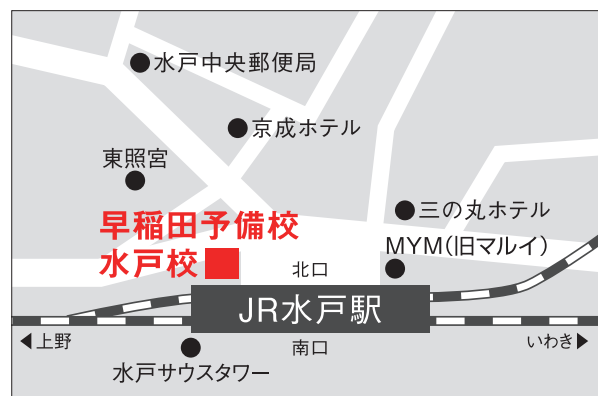 水戸中央郵便局
京成ホテル
東照宮
三の丸ホテル
早稲田予備校
水戸校
MYM(旧マルイ)
北口
JR水戸駅
上野
南口
いわき
水戸サウスタワー